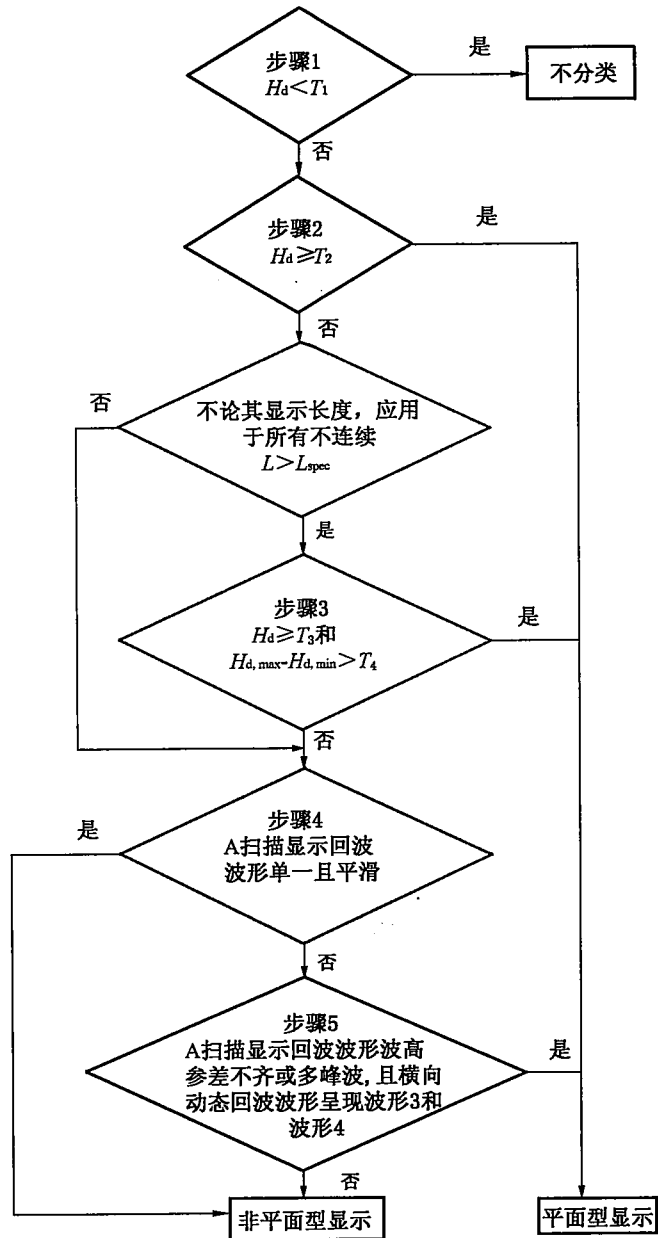 步骤1
Hd<T1
是
不分类
否
步骤2
Hd≥T2
是
否
否
不论其显示长度，应用
于所有不连续
L>Lspec
是
步骤3
Hd≥T3和
Hd, max-Hd, min>T4
是
否
是
步骤4
A扫描显示回波
波形单一且平滑
否
步骤5
A扫描显示回波波形波高
参差不齐或多峰波,且横向
动态回波波形呈现波形3和
波形4
是
否
非平面型显示
平面型显示